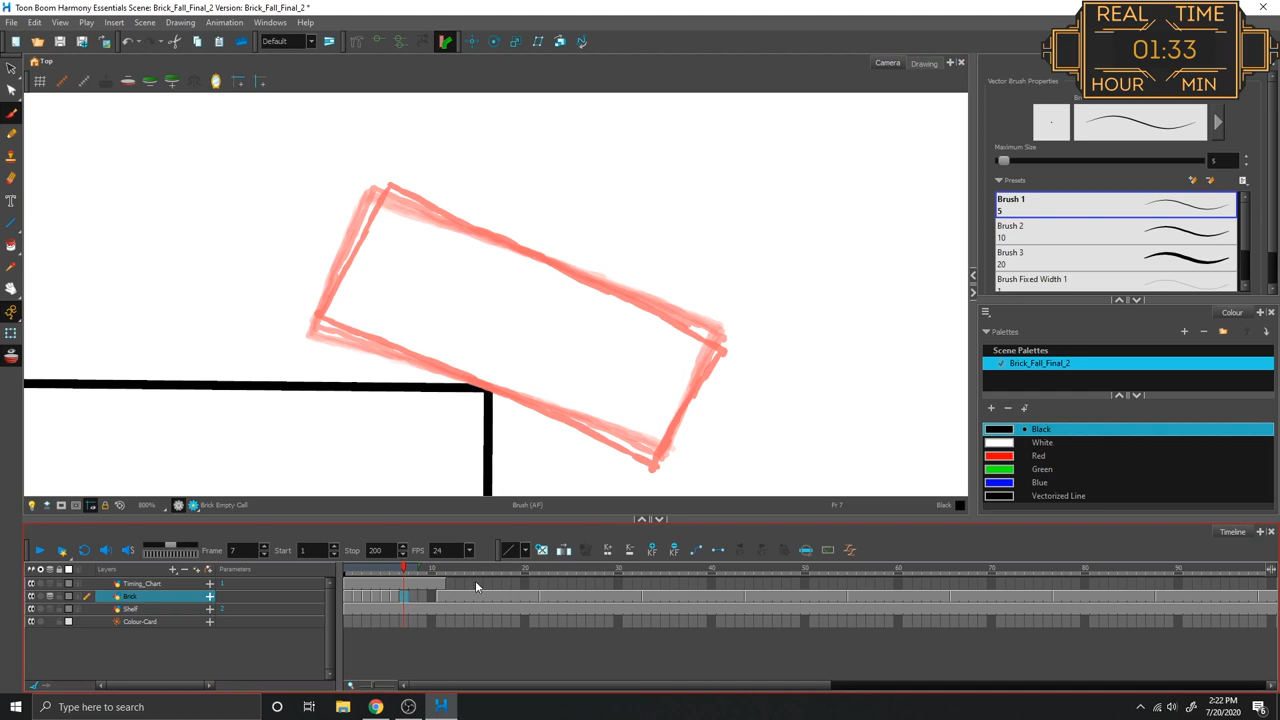 Toon Boom Harmony Essentials Scene: Brick_Fall_Final_2 Version: Brick_Fall_Final_2 *
File Edit View Play Insert Scene Drawing Animation Windows Help
REAL TIME
01:33
HOUR MIN
Default
Top
Camera Drawing
Vector Brush Properties
Maximum Size
5
Presets
Brush 1
5
Brush 2
10
Brush 3
20
Brush Fixed Width 1
Colour
Palettes
Scene Palettes
Brick_Fall_Final_2
Black
White
Red
Green
Blue
Vectorized Line
800%
Brick Empty Cell
Brush (AF)
Fr 7
Black
Timeline
Frame 7 Start 1 Stop 200 FPS 24
Layers Parameters
10 20 30 40 50 60 70 80 90
Timing_Chart 1
Brick
Shelf 2
Colour-Card
Type here to search
2:22 PM
7/20/2020
6